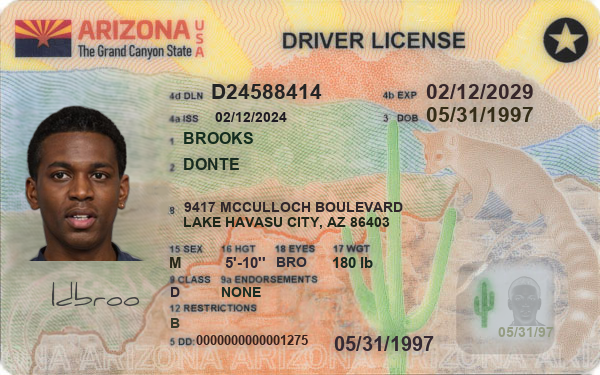 ARIZONA USA
The Grand Canyon State
DRIVER LICENSE
4d DLN D24588414
4b EXP 02/12/2029
4a ISS 02/12/2024
3 DOB 05/31/1997
1 BROOKS
2 DONTE
8 9417 MCCULLOCH BOULEVARD
LAKE HAVASU CITY, AZ 86403
15 SEX 16 HGT 18 EYES 17 WGT
M 5'-10" BRO 180 lb
9 CLASS 9a ENDORSEMENTS
D NONE
12 RESTRICTIONS
B
5 DD: 0000000000001275
05/31/1997
05/31/97
ldbroo
ARIZONA ARIZONA ARIZONA ARIZONA